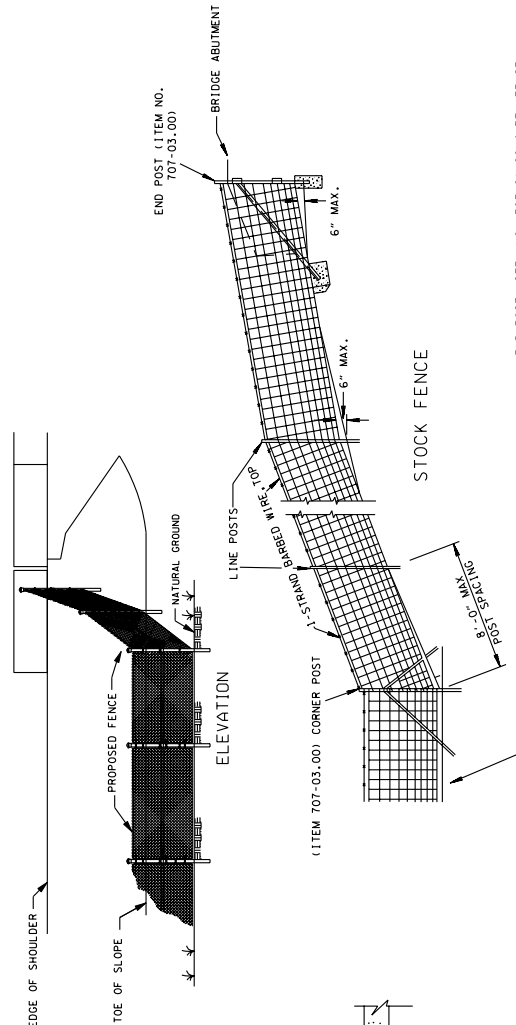 EDGE OF SHOULDER
TOE OF SLOPE
PROPOSED FENCE
NATURAL GROUND
ELEVATION
END POST (ITEM NO.
707-03.00)
BRIDGE ABUTMENT
6" MAX.
6" MAX.
LINE POSTS
1-STRAND BARBED WIRE, TOP
(ITEM 707-03.00) CORNER POST
8'-0" MAX
POST SPACING
STOCK FENCE